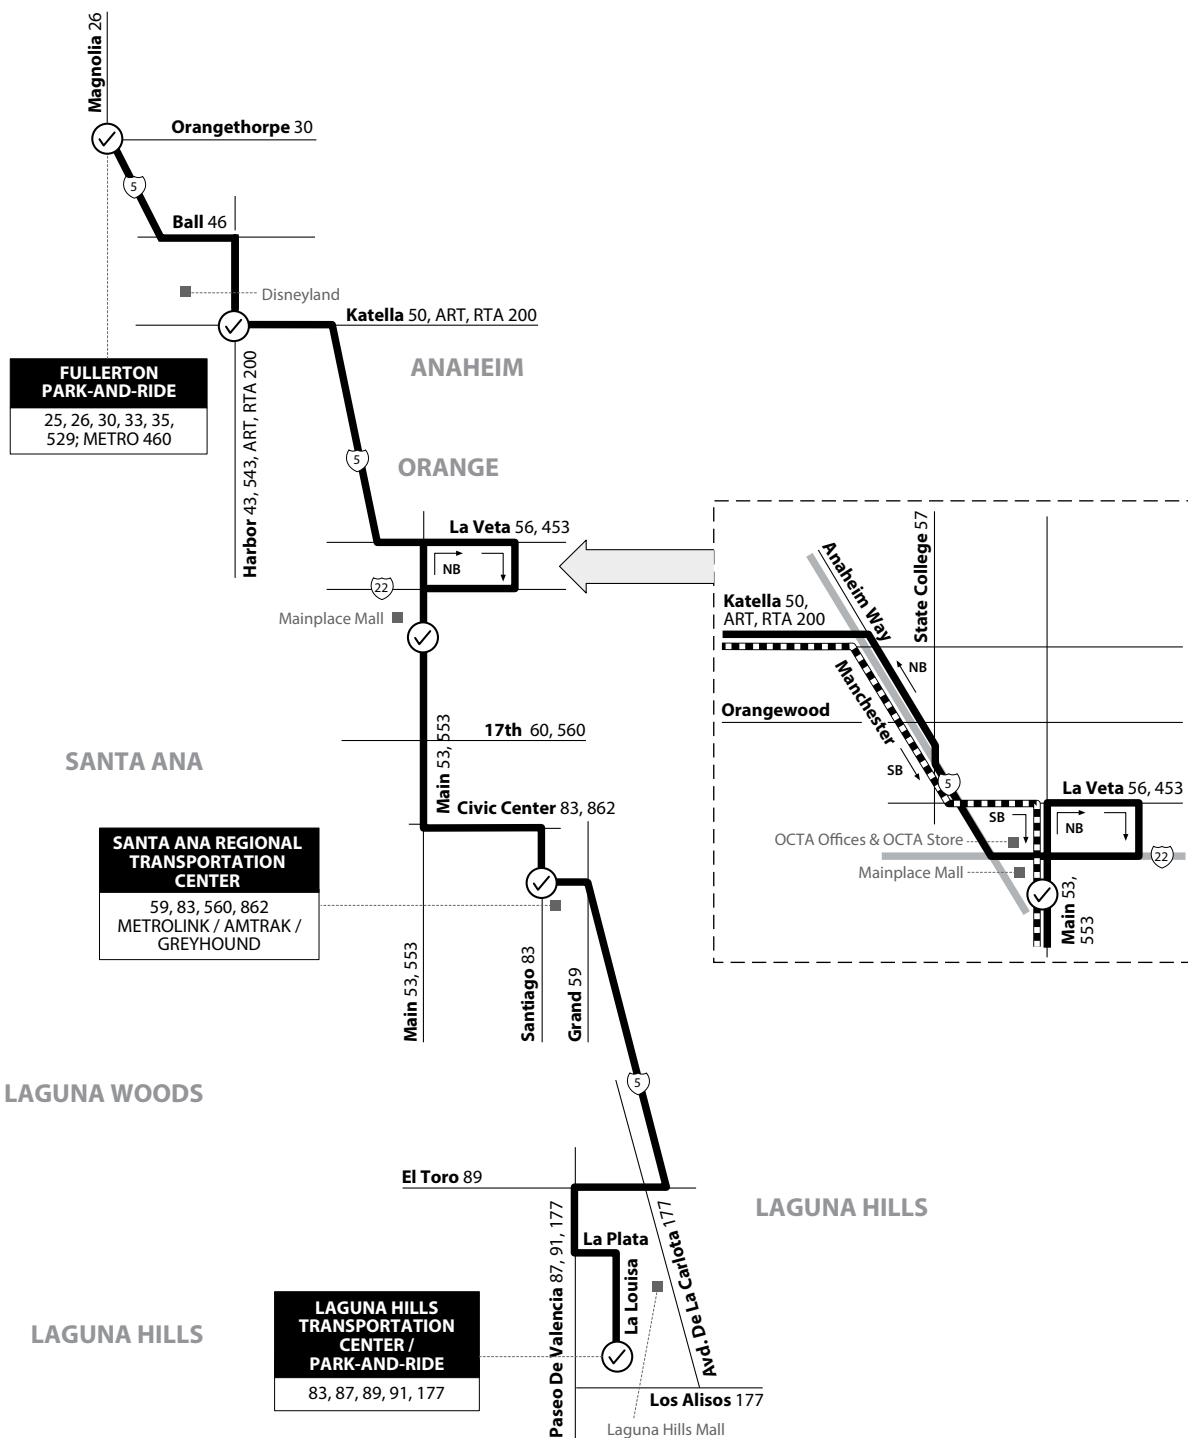 Magnolia 26
Orangethorpe 30
5
Ball 46
Disneyland
Katella 50, ART, RTA 200
FULLERTON
PARK-AND-RIDE
25, 26, 30, 33, 35,
529; METRO 460
Harbor 43, 543, ART, RTA 200
ANAHEIM
5
ORANGE
La Veta 56, 453
NB
22
Mainplace Mall
Main 53, 553
17th 60, 560
SANTA ANA
Civic Center 83, 862
SANTA ANA REGIONAL
TRANSPORTATION
CENTER
59, 83, 560, 862
METROLINK / AMTRAK /
GREYHOUND
Main 53, 553
Santiago 83
Grand 59
Anaheim Way
State College 57
Katella 50,
ART, RTA 200
NB
Manchester
Orangewood
SB
5
La Veta 56, 453
SB
NB
OCTA Offices & OCTA Store
22
Mainplace Mall
Main 53,
553
5
LAGUNA WOODS
El Toro 89
LAGUNA HILLS
Paseo De Valencia 87, 91, 177
La Plata
La Louisa
Avd. De La Carlota 177
LAGUNA HILLS
LAGUNA HILLS
TRANSPORTATION
CENTER /
PARK-AND-RIDE
83, 87, 89, 91, 177
Los Alisos 177
Laguna Hills Mall